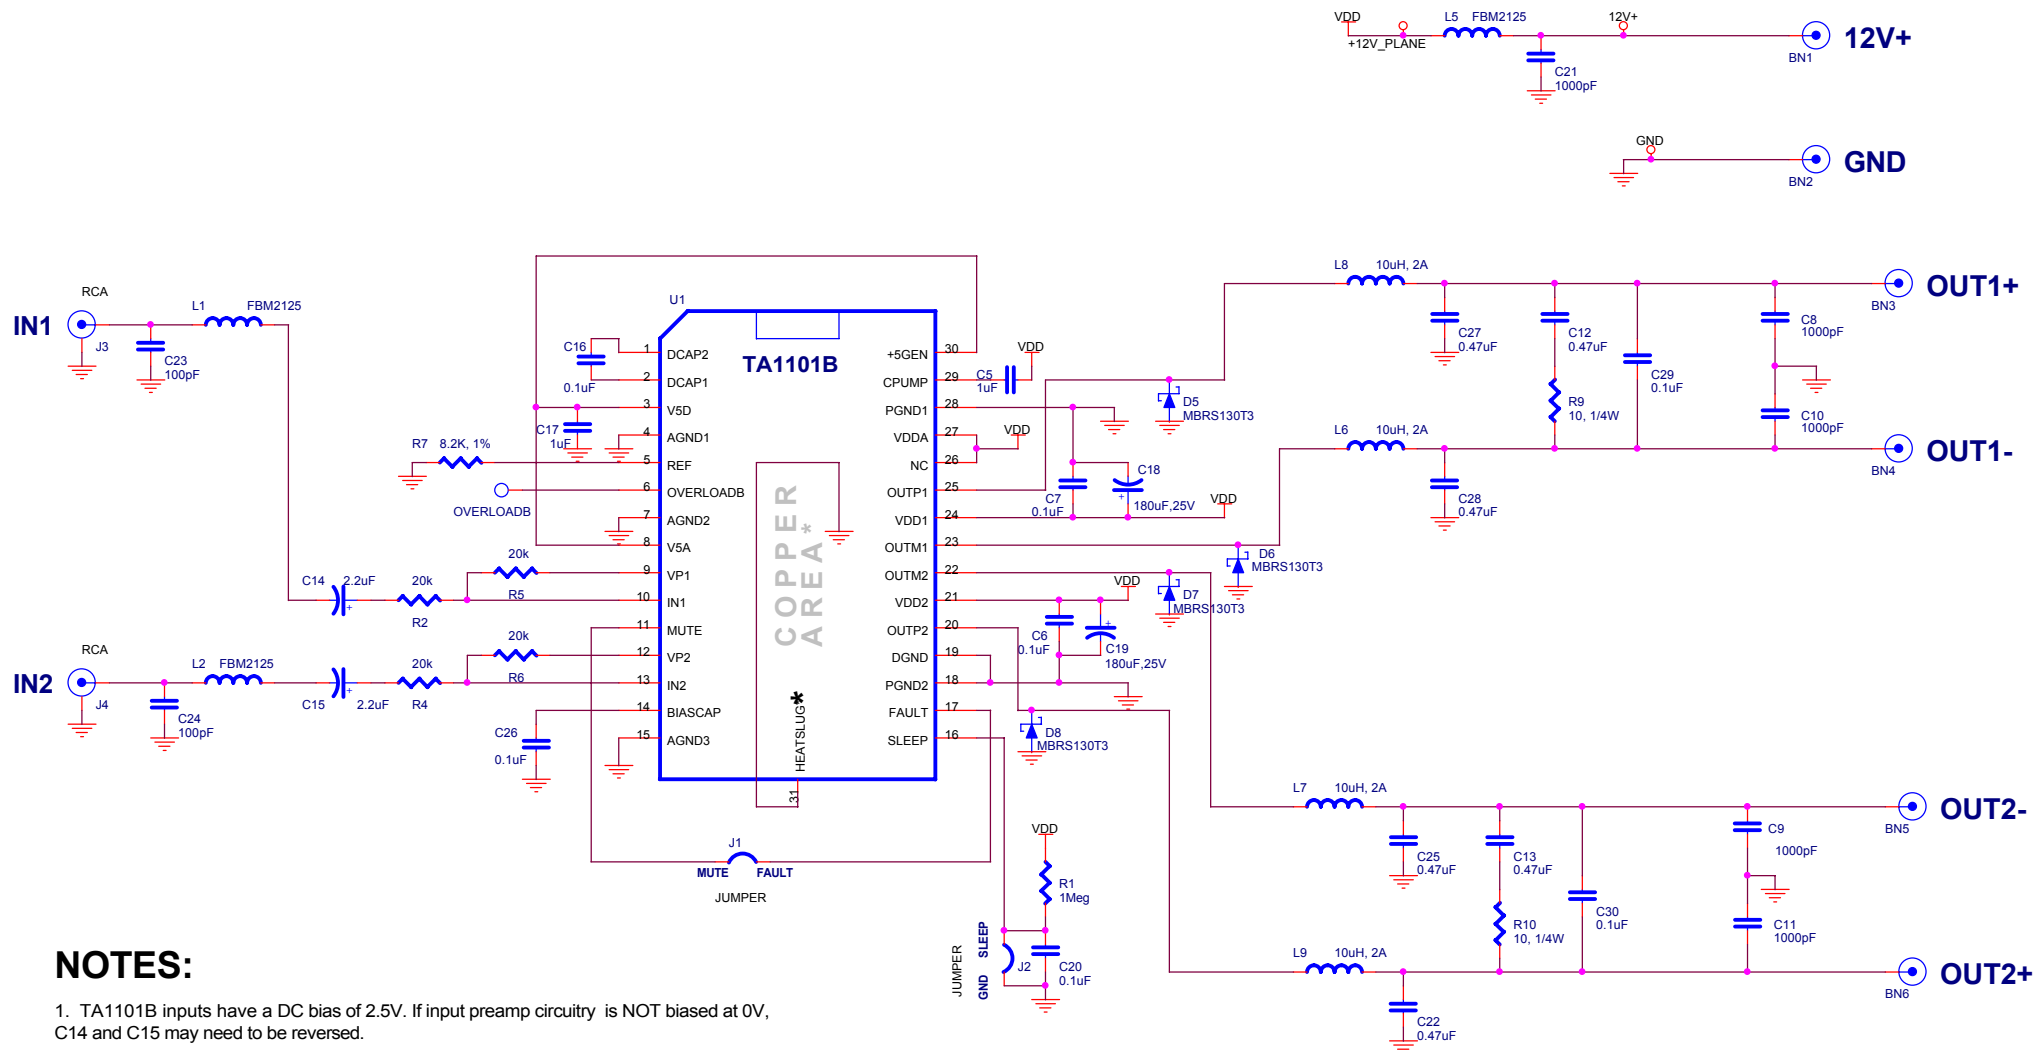 VDD
L5 FBM2125
12V+
+12V_PLANE
12V+
BN1
C21
1000pF
GND
GND
BN2
RCA
IN1
J3
L1 FBM2125
C23
100pF
U1
TA1101B
C16
0.1uF
C17
1uF
R7 8.2K, 1%
OVERLOADB
1 DCAP2
2 DCAP1
3 V5D
4 AGND1
5 REF
6 OVERLOADB
7 AGND2
8 V5A
9 VP1
10 IN1
11 MUTE
12 VP2
13 IN2
14 BIASCAP
15 AGND3
+5GEN 30
CPUMP 29
PGND1 28
VDDA 27
NC 26
OUTP1 25
VDD1 24
OUTM1 23
OUTM2 22
VDD2 21
OUTP2 20
DGND 19
PGND2 18
FAULT 17
SLEEP 16
COPPER
AREA*
HEATSLUG*
31
C14 2.2uF
20k
R2
20k
R5
RCA
IN2
J4
L2 FBM2125
C24
100pF
C15 2.2uF
20k
R4
20k
R6
C26
0.1uF
C5
1uF
VDD
VDD
C7
0.1uF
C18
180uF,25V
VDD
D5
MBRS130T3
D6
MBRS130T3
VDD
D7
MBRS130T3
C6
0.1uF
C19
180uF,25V
D8
MBRS130T3
L8 10uH, 2A
C27
0.47uF
C12
0.47uF
R9
10, 1/4W
C29
0.1uF
C8
1000pF
C10
1000pF
BN3
OUT1+
L6 10uH, 2A
C28
0.47uF
BN4
OUT1-
L7 10uH, 2A
C25
0.47uF
C13
0.47uF
R10
10, 1/4W
C30
0.1uF
C9
1000pF
C11
1000pF
BN5
OUT2-
L9 10uH, 2A
C22
0.47uF
BN6
OUT2+
J1
MUTE FAULT
JUMPER
VDD
R1
1Meg
JUMPER
GND SLEEP
J2
C20
0.1uF
NOTES:
1. TA1101B inputs have a DC bias of 2.5V. If input preamp circuitry is NOT biased at 0V,
C14 and C15 may need to be reversed.